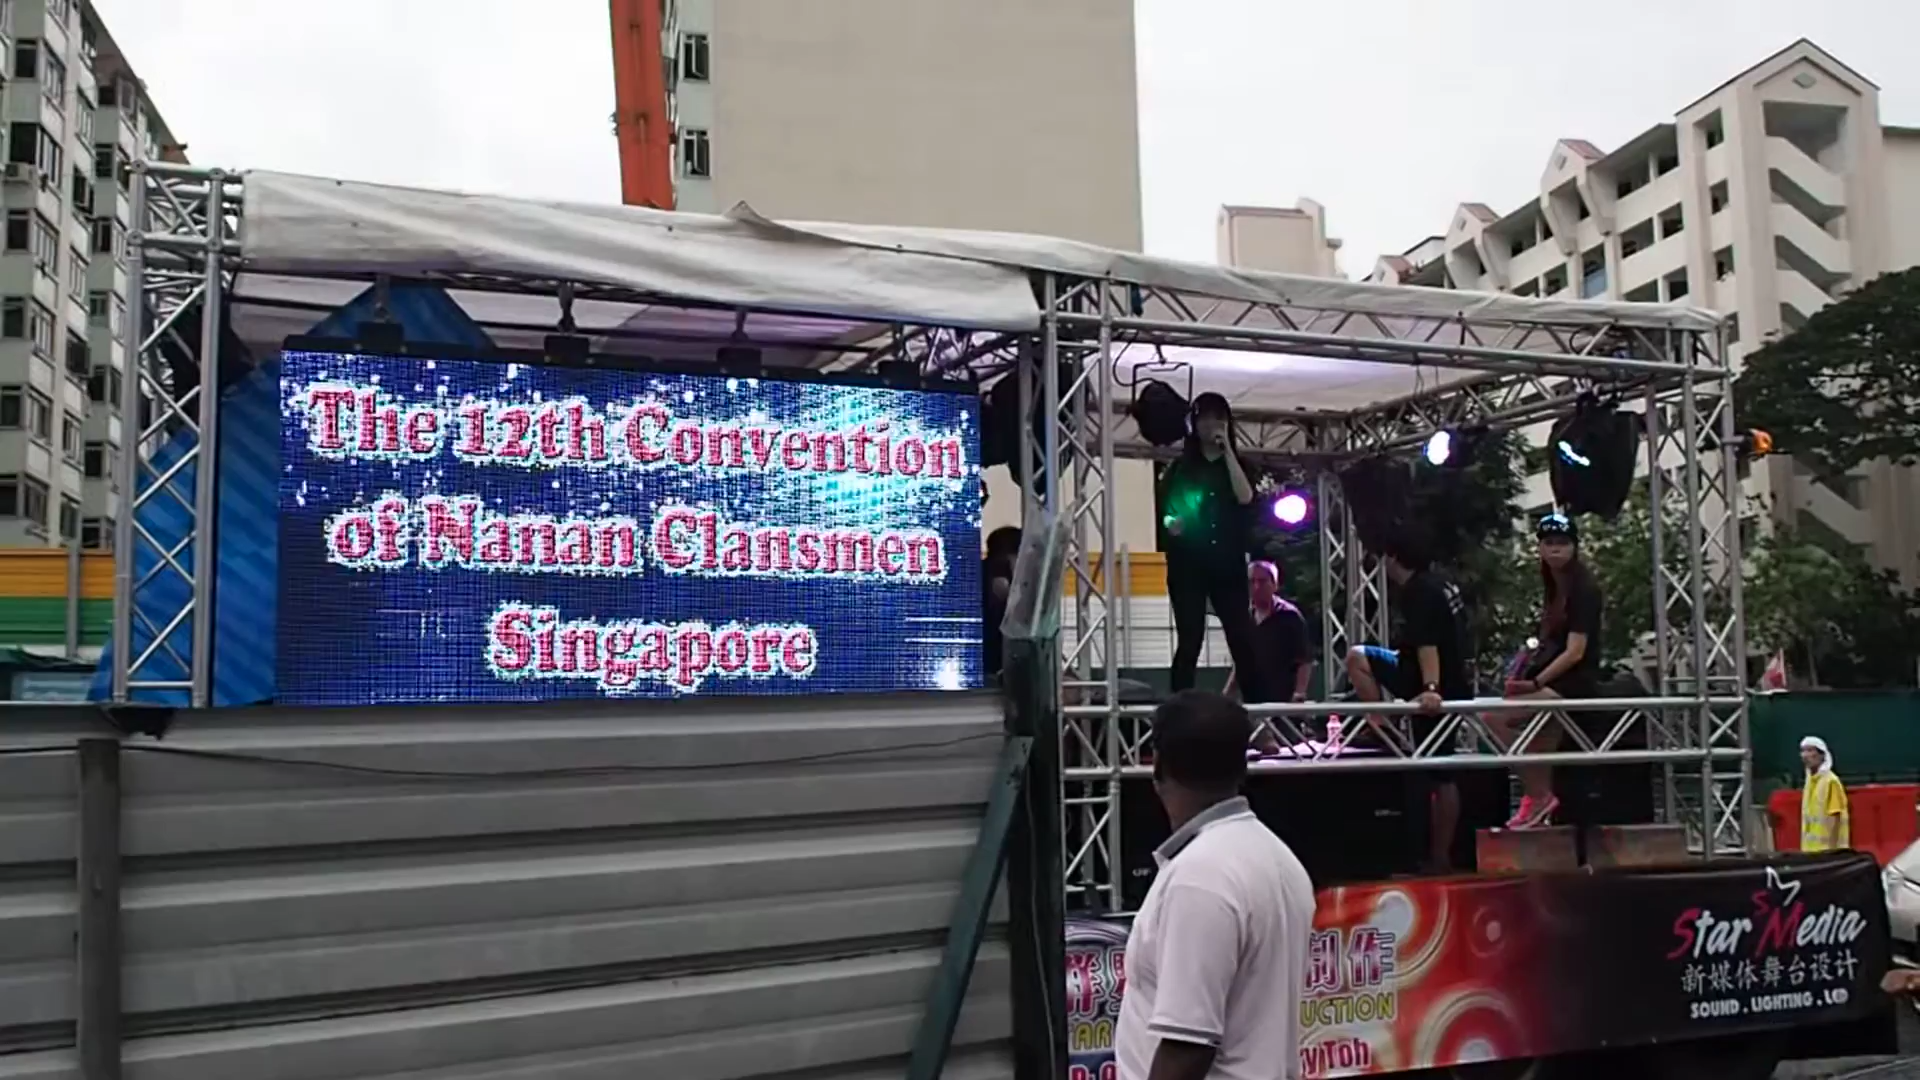 The 12th Convention
of Nanan Clansmen
Singapore
Star Media
新媒体舞台设计
SOUND . LIGHTING . LED
群
制作